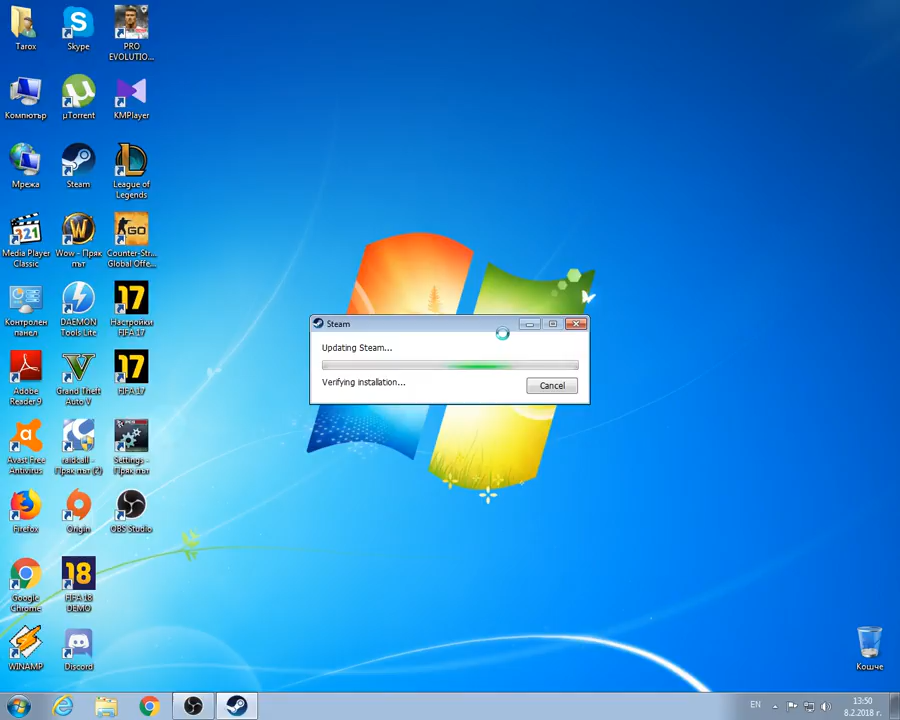 Tarox
Skype
PRO
EVOLUTIO...
Компютър
µTorrent
KMPlayer
Мрежа
Steam
League of
Legends
Media Player
Classic
Wow - Пряк
път
Counter-Str...
Global Offe...
Контролен
панел
DAEMON
Tools Lite
Настройки
FIFA 17
Adobe
Reader 9
Grand Theft
Auto V
FIFA 17
Avast Free
Antivirus
raidcall -
Пряк път (2)
Settings -
Пряк път
Firefox
Origin
OBS Studio
Google
Chrome
FIFA 18
DEMO
WINAMP
Discord
Steam
Updating Steam...
Verifying installation...
Cancel
Кошче
EN
13:50
8.2.2018 г.